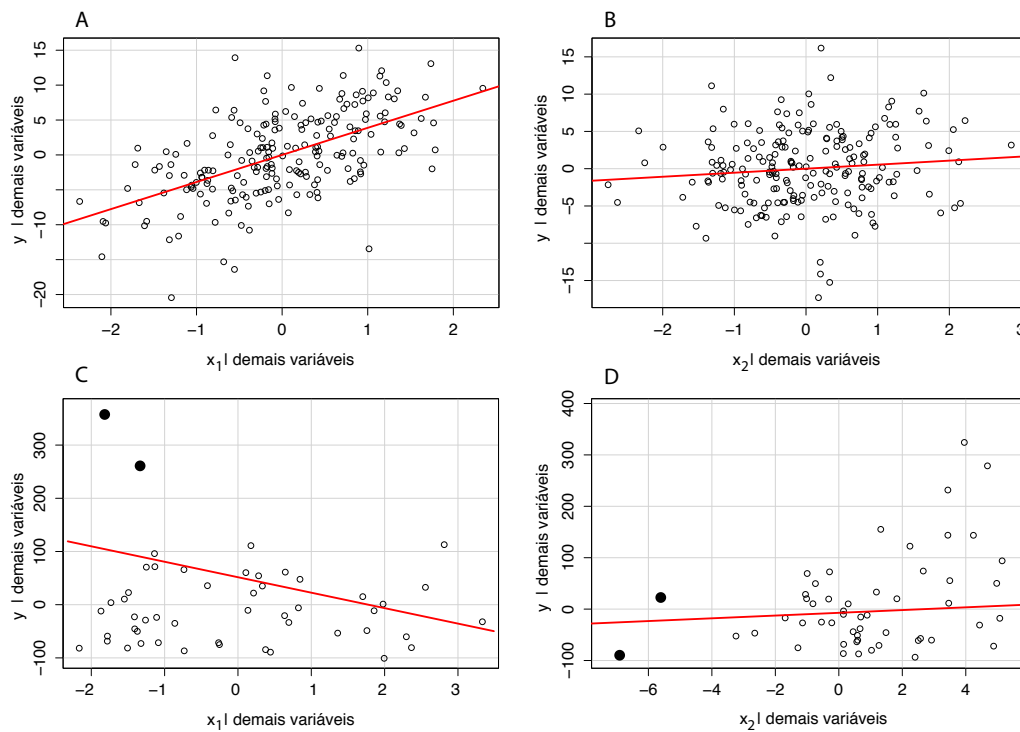 A
15
10
5
0
−5
−10
−20
y | demais variáveis
−2 −1 0 1 2
x1| demais variáveis
B
15
10
5
0
−5
−15
y | demais variáveis
−2 −1 0 1 2 3
x2| demais variáveis
C
300
200
100
0
−100
y | demais variáveis
−2 −1 0 1 2 3
x1| demais variáveis
D
400
300
200
100
0
−100
y | demais variáveis
−6 −4 −2 0 2 4
x2| demais variáveis